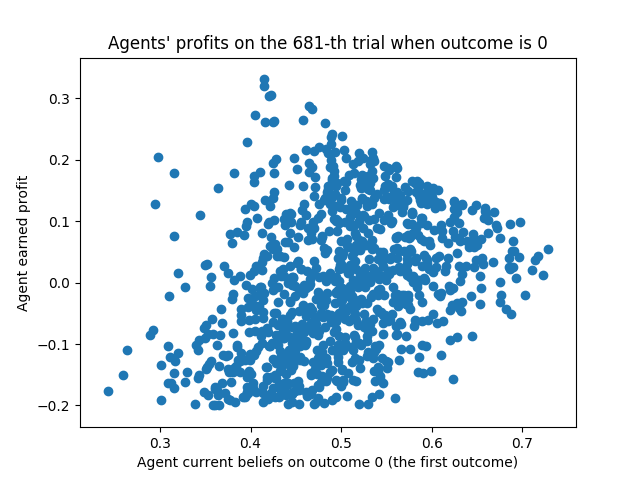 Agents' profits on the 681-th trial when outcome is 0
Agent earned profit
0.3
0.2
0.1
0.0
−0.1
−0.2
0.3 0.4 0.5 0.6 0.7
Agent current beliefs on outcome 0 (the first outcome)